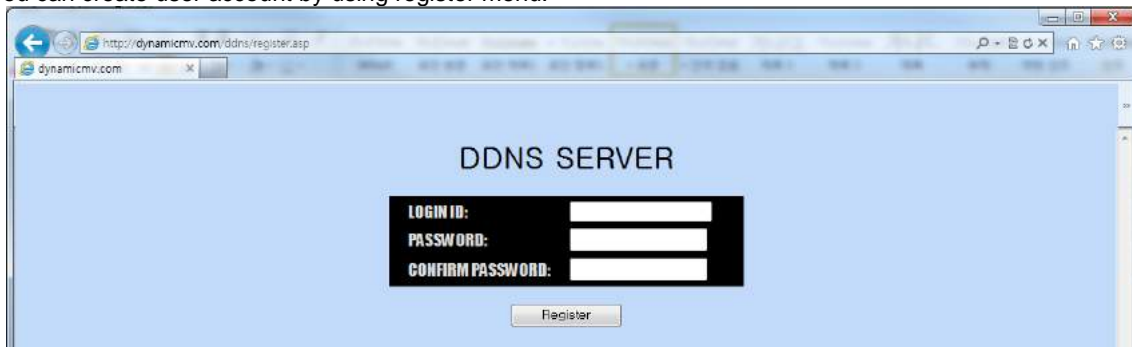 ou can create user account by using register menu.
http://dynamicmv.com/ddns/register.asp
dynamicmv.com
DDNS SERVER
LOGIN ID:
PASSWORD:
CONFIRM PASSWORD:
Register